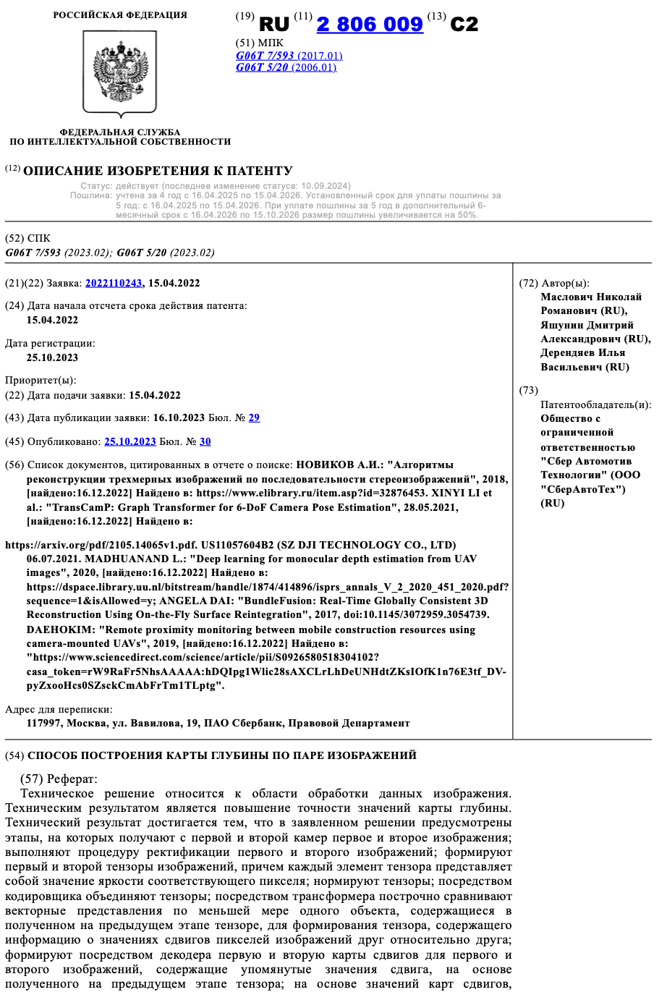 РОССИЙСКАЯ ФЕДЕРАЦИЯ
ФЕДЕРАЛЬНАЯ СЛУЖБА
ПО ИНТЕЛЛЕКТУАЛЬНОЙ СОБСТВЕННОСТИ
(19) RU (11) 2 806 009 (13) C2
(51) МПК
G06T 7/593 (2017.01)
G06T 5/20 (2006.01)
(12) ОПИСАНИЕ ИЗОБРЕТЕНИЯ К ПАТЕНТУ
Статус: действует (последнее изменение статуса: 10.09.2024)
Пошлина: учтена за 4 год с 16.04.2025 по 15.04.2026. Установленный срок для уплаты пошлины за
5 год: с 16.04.2025 по 15.04.2026. При уплате пошлины за 5 год в дополнительный 6-
месячный срок с 16.04.2026 по 15.10.2026 размер пошлины увеличивается на 50%.
(52) СПК
G06T 7/593 (2023.02); G06T 5/20 (2023.02)
(21)(22) Заявка: 2022110243, 15.04.2022
(24) Дата начала отсчета срока действия патента:
15.04.2022
Дата регистрации:
25.10.2023
Приоритет(ы):
(22) Дата подачи заявки: 15.04.2022
(43) Дата публикации заявки: 16.10.2023 Бюл. № 29
(45) Опубликовано: 25.10.2023 Бюл. № 30
(56) Список документов, цитированных в отчете о поиске: НОВИКОВ А.И.: "Алгоритмы
реконструкции трехмерных изображений по последовательности стереоизображений", 2018,
[найдено:16.12.2022] Найдено в: https://www.elibrary.ru/item.asp?id=32876453. XINYI LI et
al.: "TransCamP: Graph Transformer for 6-DoF Camera Pose Estimation", 28.05.2021,
[найдено:16.12.2022] Найдено в:
https://arxiv.org/pdf/2105.14065v1.pdf. US11057604B2 (SZ DJI TECHNOLOGY CO., LTD)
06.07.2021. MADHUANAND L.: "Deep learning for monocular depth estimation from UAV
images", 2020, [найдено:16.12.2022] Найдено в:
https://dspace.library.uu.nl/bitstream/handle/1874/414896/isprs_annals_V_2_2020_451_2020.pdf?
sequence=1&isAllowed=y; ANGELA DAI: "BundleFusion: Real-Time Globally Consistent 3D
Reconstruction Using On-the-Fly Surface Reintegration", 2017, doi:10.1145/3072959.3054739.
DAEHOKIM: "Remote proximity monitoring between mobile construction resources using
camera-mounted UAVs", 2019, [найдено:16.12.2022] Найдено в:
"https://www.sciencedirect.com/science/article/pii/S0926580518304102?
casa_token=rW9RaFr5NhsAAAAA:hDQIpg1Wlic28sAXCLrLhDeUNHdtZKsIOfK1n76E3tf_DV-
pyZxooHcs0SZsckCmAbFrTm1TLptg".
Адрес для переписки:
117997, Москва, ул. Вавилова, 19, ПАО Сбербанк, Правовой Департамент
(72) Автор(ы):
Маслович Николай
Романович (RU),
Яшунин Дмитрий
Александрович (RU),
Дерендяев Илья
Васильевич (RU)
(73)
Патентообладатель(и):
Общество с
ограниченной
ответственностью
"Сбер Автомотив
Технологии" (ООО
"СберАвтоТех")
(RU)
(54) СПОСОБ ПОСТРОЕНИЯ КАРТЫ ГЛУБИНЫ ПО ПАРЕ ИЗОБРАЖЕНИЙ
(57) Реферат:
Техническое решение относится к области обработки данных изображения.
Техническим результатом является повышение точности значений карты глубины.
Технический результат достигается тем, что в заявленном решении предусмотрены
этапы, на которых получают с первой и второй камер первое и второе изображения;
выполняют процедуру ректификации первого и второго изображений; формируют
первый и второй тензоры изображений, причем каждый элемент тензора представляет
собой значение яркости соответствующего пикселя; нормируют тензоры; посредством
кодировщика объединяют тензоры; посредством трансформера построчно сравнивают
векторные представления по меньшей мере одного объекта, содержащиеся в
полученном на предыдущем этапе тензоре, для формирования тензора, содержащего
информацию о значениях сдвигов пикселей изображений друг относительно друга;
формируют посредством декодера первую и вторую карты сдвигов для первого и
второго изображений, содержащие упомянутые значения сдвига, на основе
полученного на предыдущем этапе тензора; на основе значений карт сдвигов,